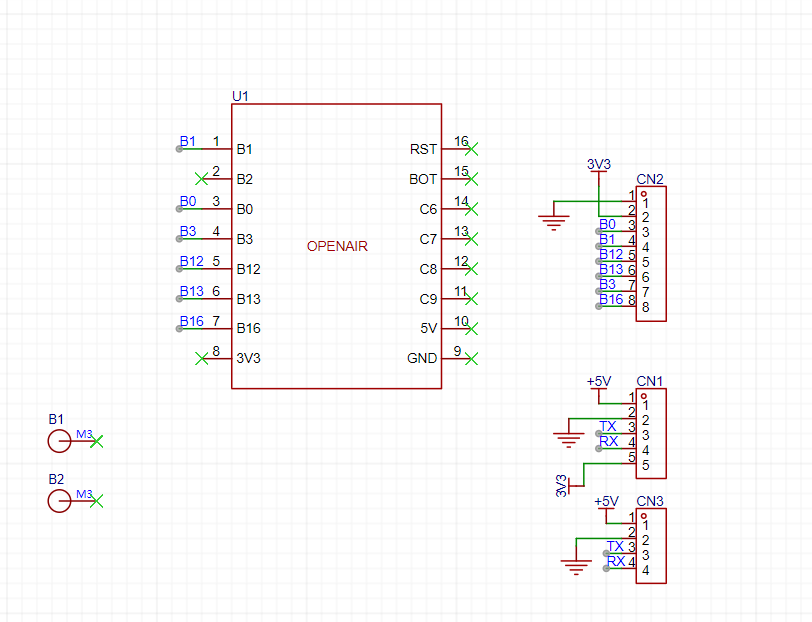 U1
B1 1 B1
2 B2
B0 3 B0
B3 4 B3
B12 5 B12
B13 6 B13
B16 7 B16
8 3V3
OPENAIR
RST 16
BOT 15
C6 14
C7 13
C8 12
C9 11
5V 10
GND 9
3V3
CN2
1 1
2 2
B0 3 3
B1 4 4
B12 5 5
B13 6 6
B3 7 7
B16 8 8
+5V
CN1
1 1
2 2
TX 3 3
RX 4 4
5 5
3V3
+5V
CN3
1 1
2 2
TX 3 3
RX 4 4
B1
M3
B2
M3